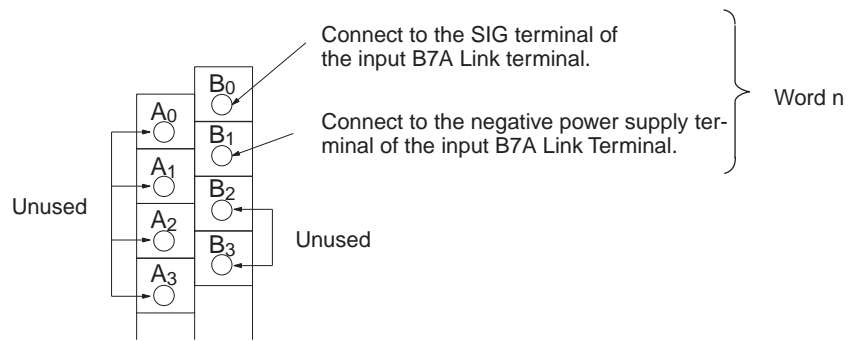 Connect to the SIG terminal of
the input B7A Link terminal.
B0
Word n
A0
Connect to the negative power supply ter-
minal of the input B7A Link Terminal.
B1
A1
B2
Unused
A2
B3
Unused
A3